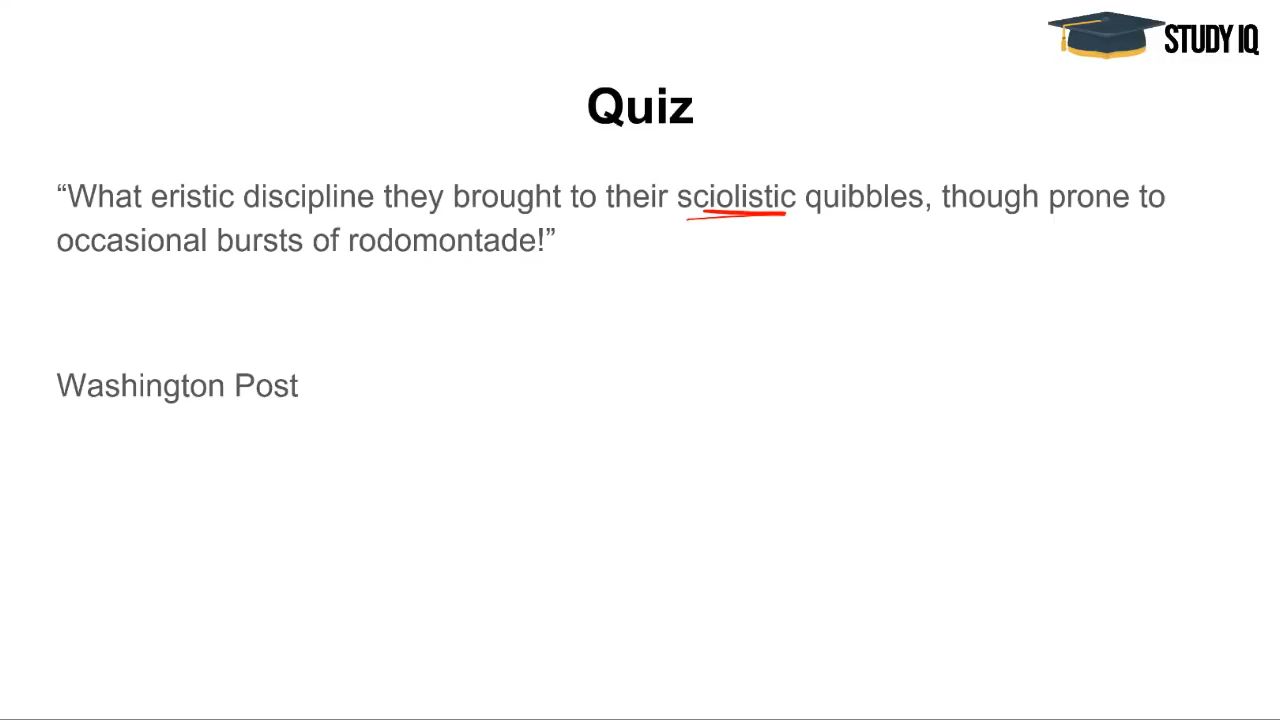 STUDY IQ
Quiz
“What eristic discipline they brought to their sciolistic quibbles, though prone to
occasional bursts of rodomontade!”
Washington Post